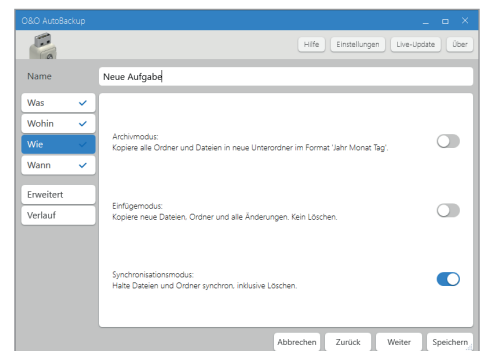 O&O AutoBackup
Hilfe Einstellungen Live-Update Über
Name Neue Aufgabe
Was
Wohin
Wie
Wann
Erweitert
Verlauf
Archivmodus:
Kopiere alle Ordner und Dateien in neue Unterordner im Format 'Jahr Monat Tag'.
Einfügemodus:
Kopiere neue Dateien, Ordner und alle Änderungen. Kein Löschen.
Synchronisationsmodus:
Halte Dateien und Ordner synchron, inklusive Löschen.
Abbrechen Zurück Weiter Speichern